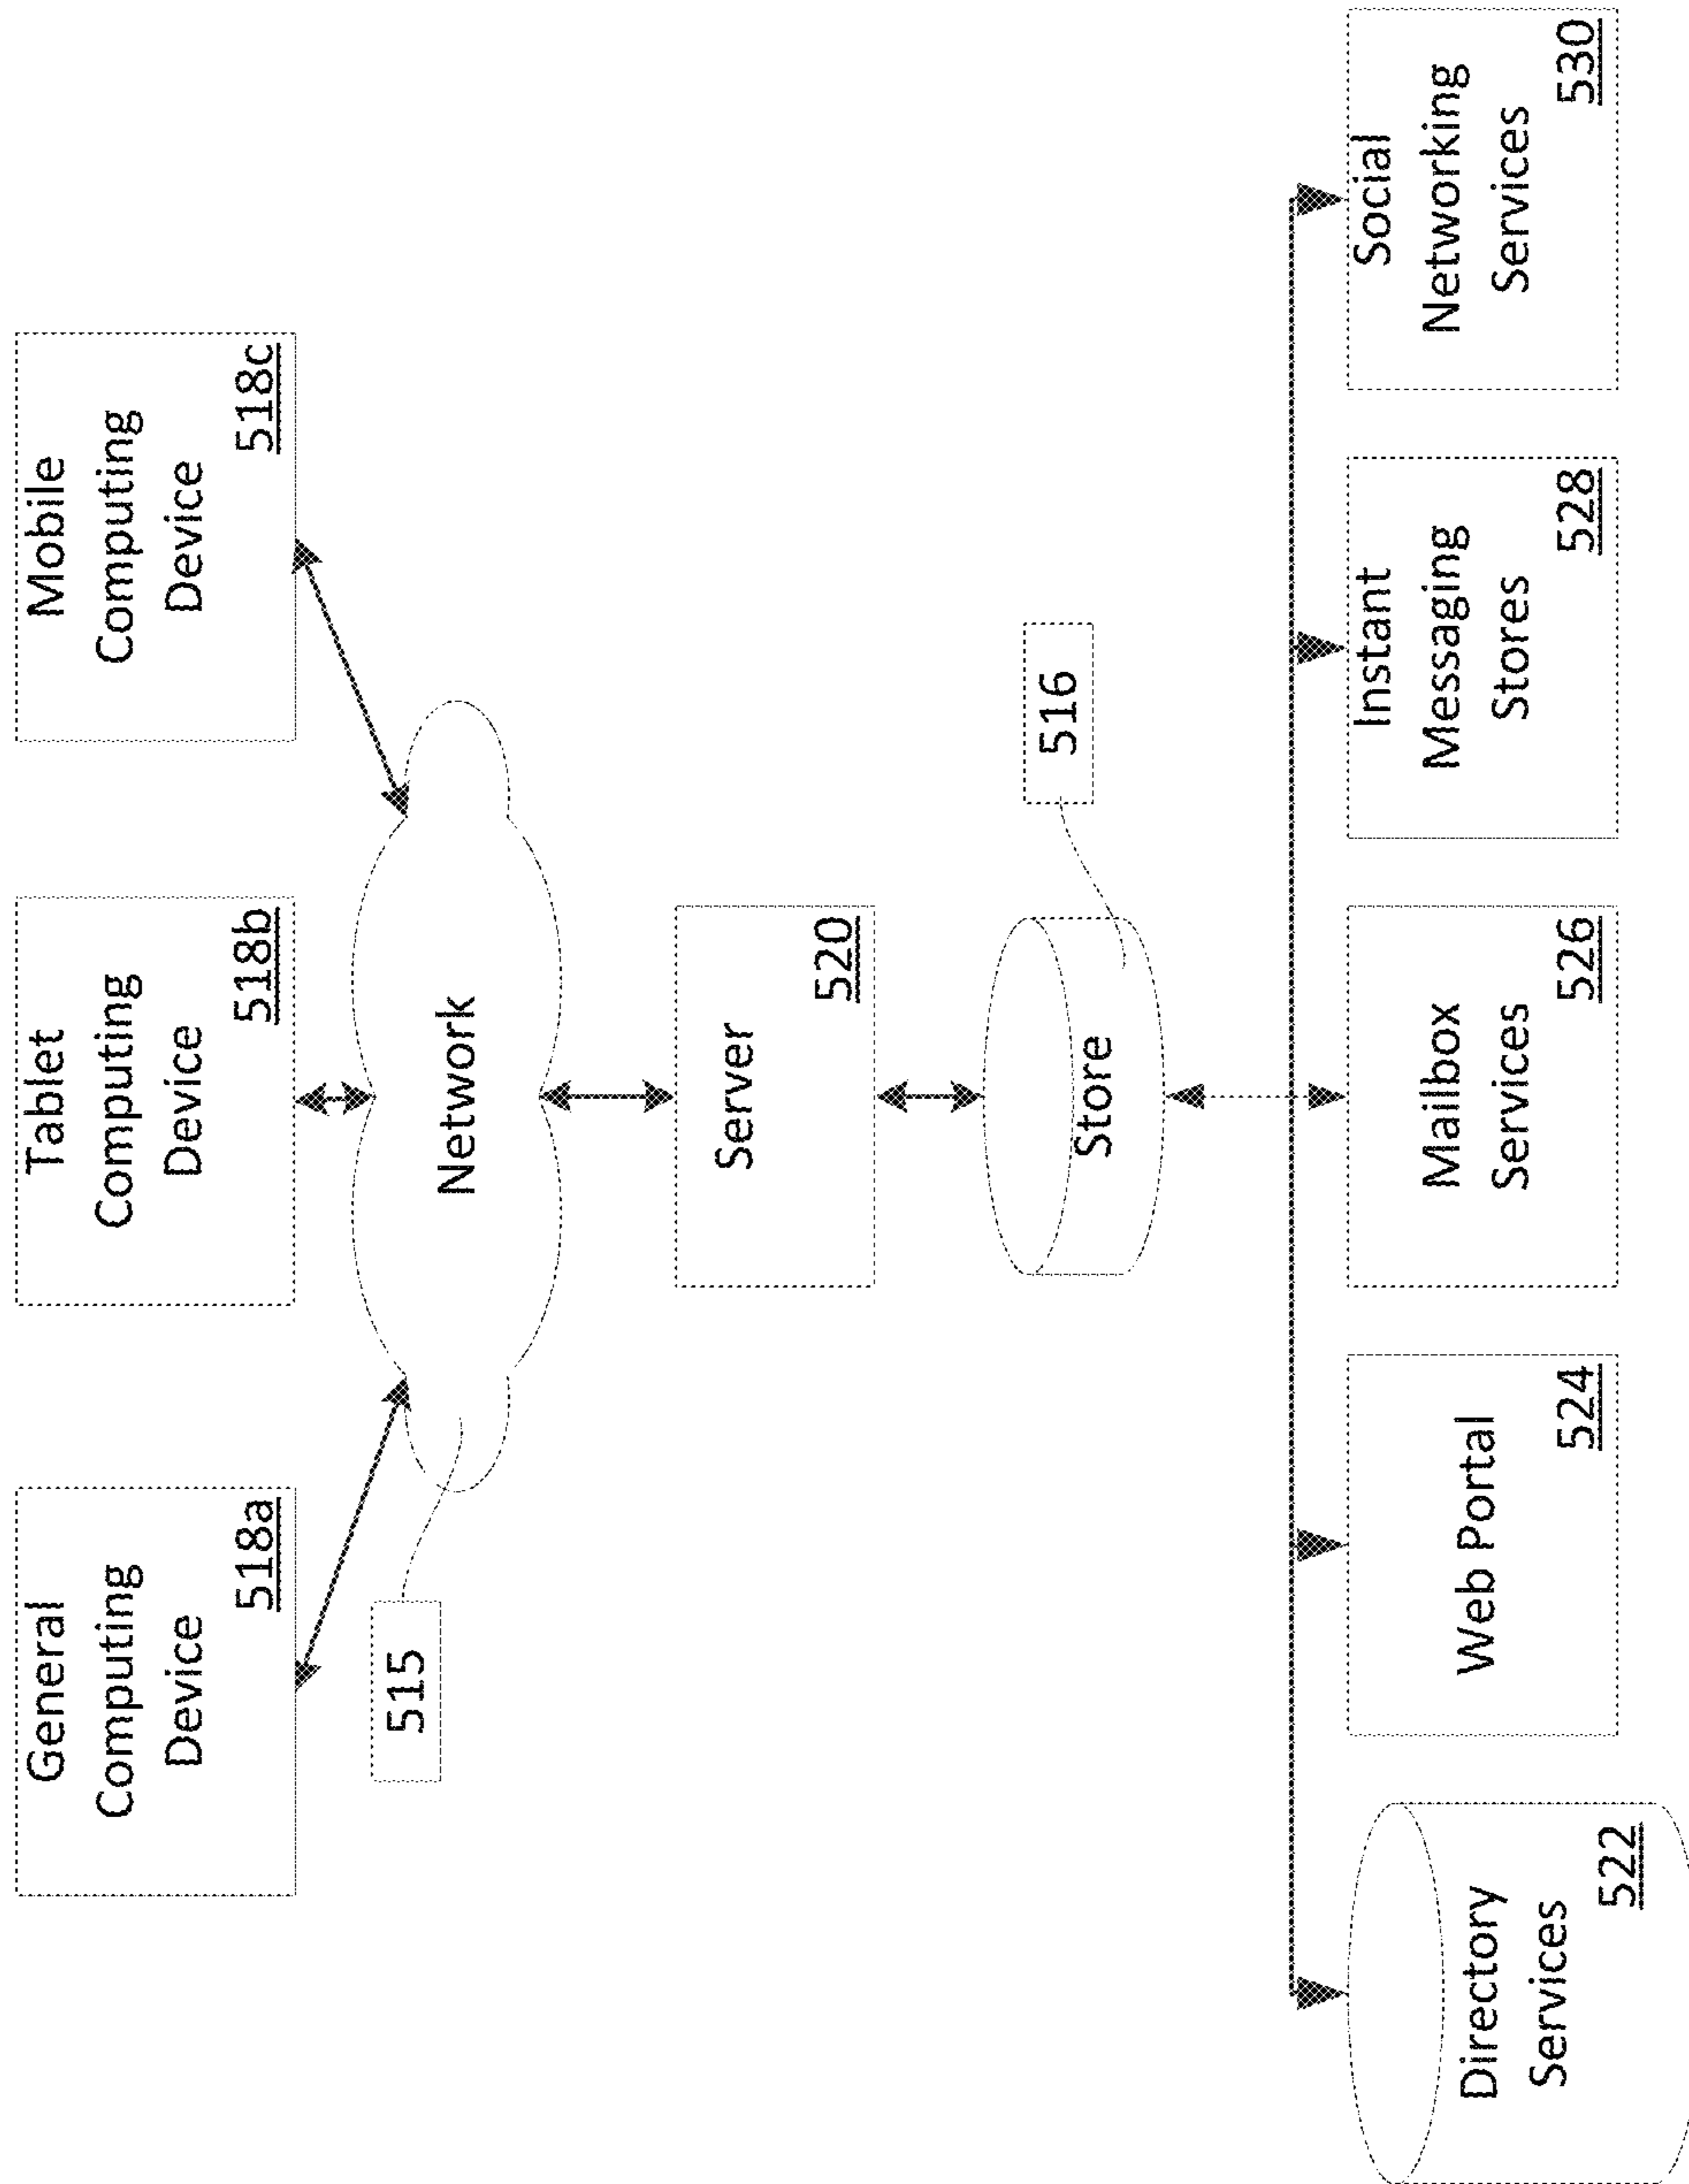 General
Computing
Device
518a
Tablet
Computing
Device
518b
Mobile
Computing
Device
518c
515
Network
Server
520
Store
516
Directory
Services
522
Web Portal
524
Mailbox
Services
526
Instant
Messaging
Stores
528
Social
Networking
Services
530